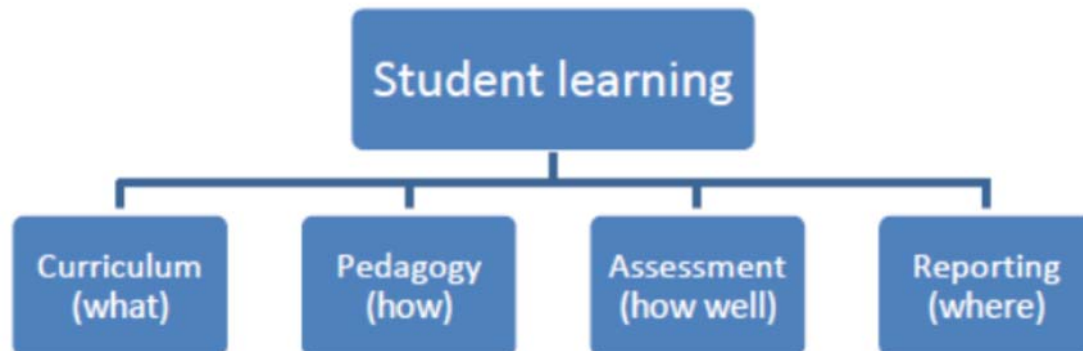 Student learning
Curriculum
(what)
Pedagogy
(how)
Assessment
(how well)
Reporting
(where)